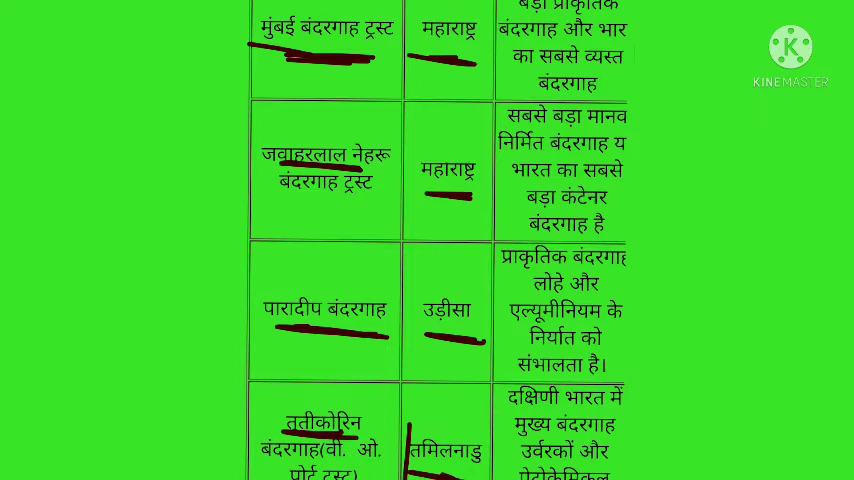 बड़ा प्राकृतिक
मुंबई बंदरगाह ट्रस्ट
महाराष्ट्र
बंदरगाह और भार
का सबसे व्यस्त
बंदरगाह
KINEMASTER
जवाहरलाल नेहरू
बंदरगाह ट्रस्ट
महाराष्ट्र
सबसे बड़ा मानव
निर्मित बंदरगाह य
भारत का सबसे
बड़ा कंटेनर
बंदरगाह है
पारादीप बंदरगाह
उड़ीसा
प्राकृतिक बंदरगाह
लोहे और
एल्यूमीनियम के
निर्यात को
संभालता है।
तूतीकोरिन
बंदरगाह(वी. ओ.
पोर्ट ट्रस्ट)
तमिलनाडु
दक्षिणी भारत में
मुख्य बंदरगाह
उर्वरकों और
पेट्रोकेमिकल